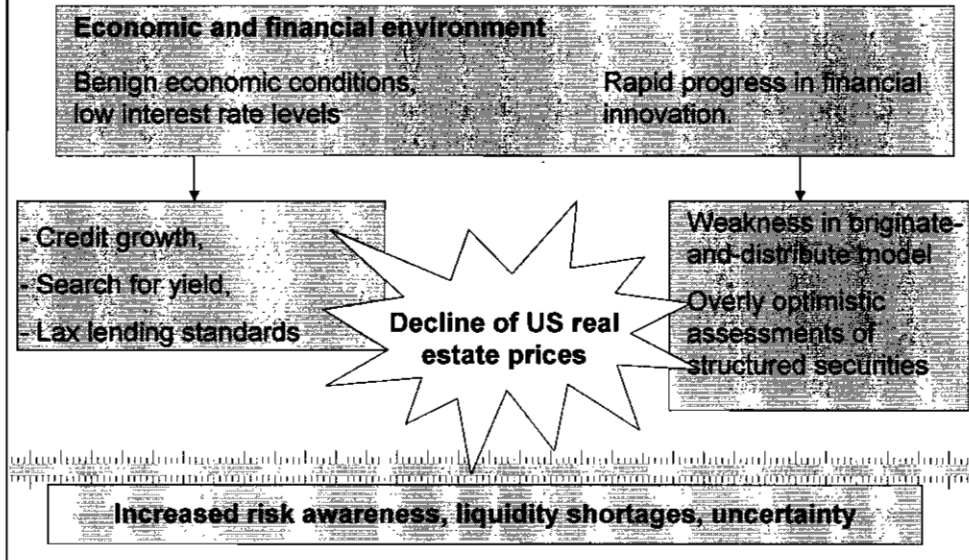 Economic and financial environment
Benign economic conditions,
low interest rate levels
Rapid progress in financial
innovation.
- Credit growth,
- Search for yield,
- Lax lending standards
Decline of US real
estate prices
Weakness in originate-
and-distribute model
Overly optimistic
assessments of
structured securities
Increased risk awareness, liquidity shortages, uncertainty